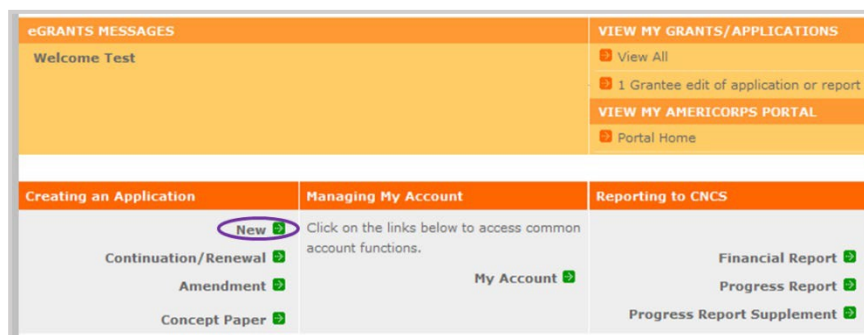 eGRANTS MESSAGES
Welcome Test
VIEW MY GRANTS/APPLICATIONS
View All
1 Grantee edit of application or report
VIEW MY AMERICORPS PORTAL
Portal Home
Creating an Application
New
Continuation/Renewal
Amendment
Concept Paper
Managing My Account
Click on the links below to access common
account functions.
My Account
Reporting to CNCS
Financial Report
Progress Report
Progress Report Supplement